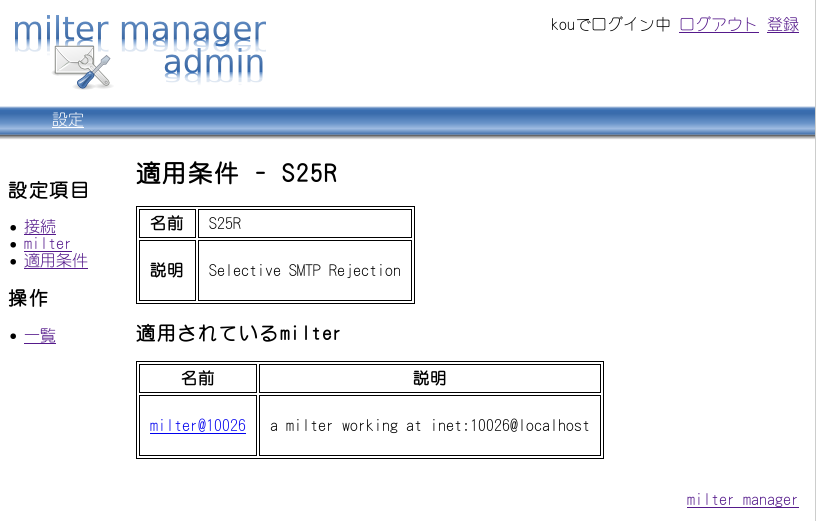 milter manager
admin
kouでログイン中 ログアウト 登録
設定
設定項目
接続
milter
適用条件
操作
一覧
適用条件 - S25R
名前 S25R
説明 Selective SMTP Rejection
適用されているmilter
名前 説明
milter@10026 a milter working at inet:10026@localhost
milter manager